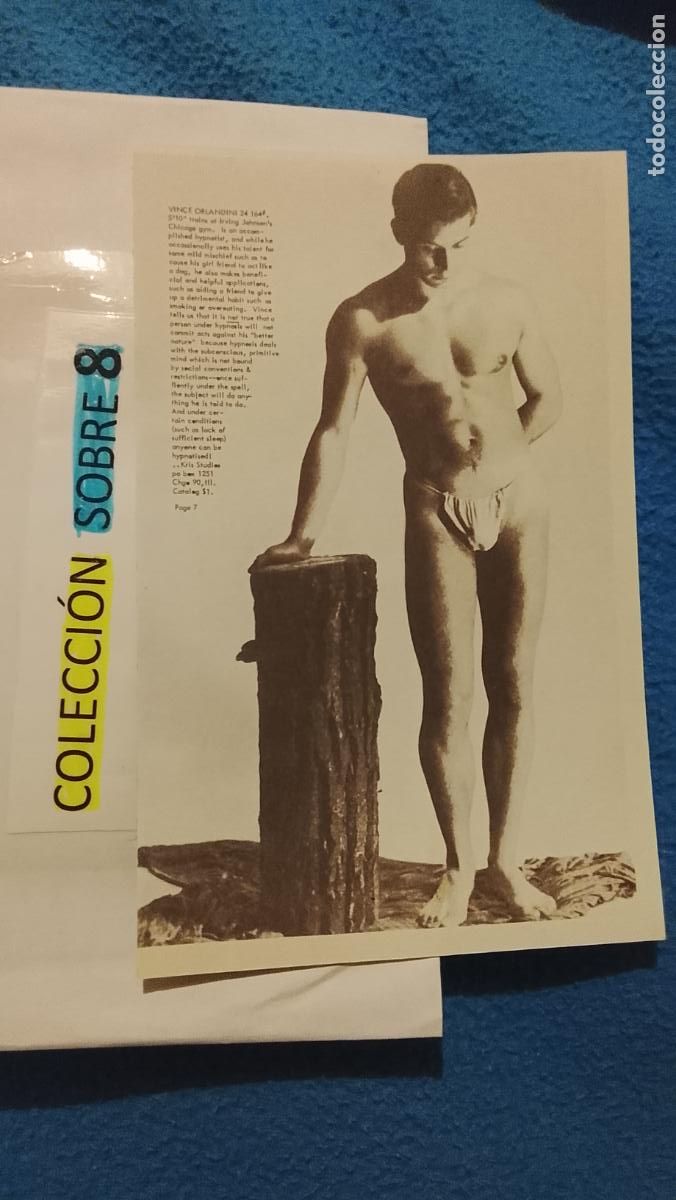 todocoleccion
VINCE ORLANDINI 24 164#,
5'10" trains at Irving Johnson's
Chicago gym. Is an accom-
plished hypnotist, and while he
occassionally uses his talent for
some mild mischief such as to
cause his girl friend to act like
a dog, he also makes benefi-
cial and helpful applications,
such as aiding a friend to give
up a detrimental habit such as
smoking or overeating. Vince
tells us that it is not true that a
person under hypnosis will not
commit acts against his "better
nature" because hypnosis deals
with the subconscious, primitive
mind which is not bound
by social conventions &
restrictions--once suf-
fiently under the spell,
the subject will do any-
thing he is told to do.
And under cer-
tain conditions
(such as lack of
sufficient sleep)
anyone can be
hypnotised!
..Kris Studios
po box 1251
Chgo 90, Ill.
Catalog $1.
Page 7
COLECCIÓN SOBRE 8